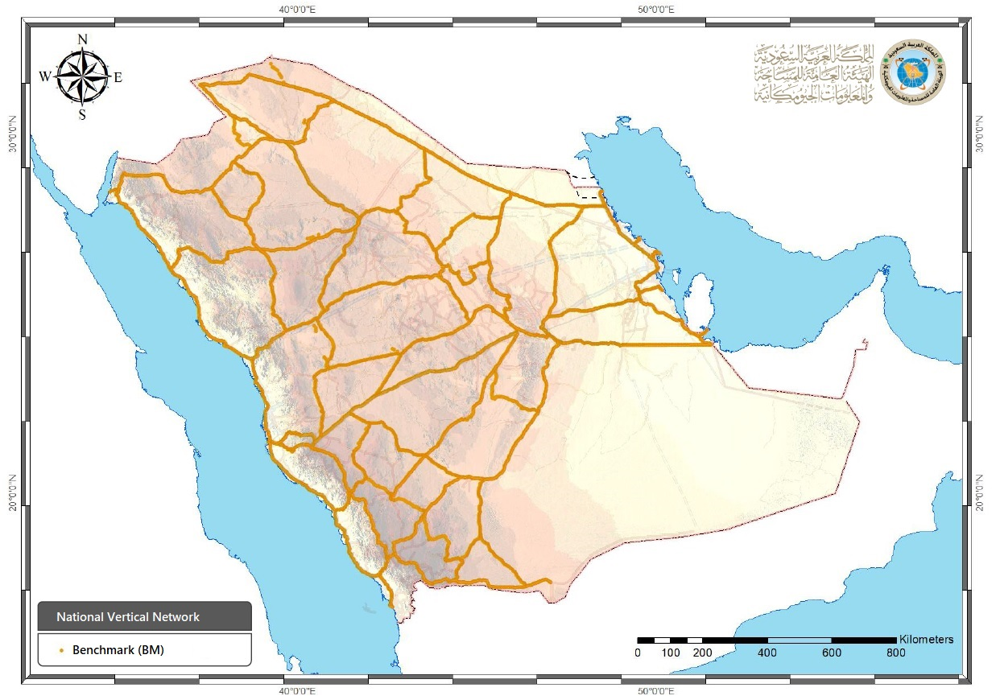 40°0'0"E
50°0'0"E
N
W
E
S
المملكة العربية السعودية
الهيئة العامة للمساحة
والمعلومات الجيومكانية
30°0'0"N
30°0'0"N
20°0'0"N
20°0'0"N
National Vertical Network
Benchmark (BM)
Kilometers
0 100 200 400 600 800
40°0'0"E
50°0'0"E